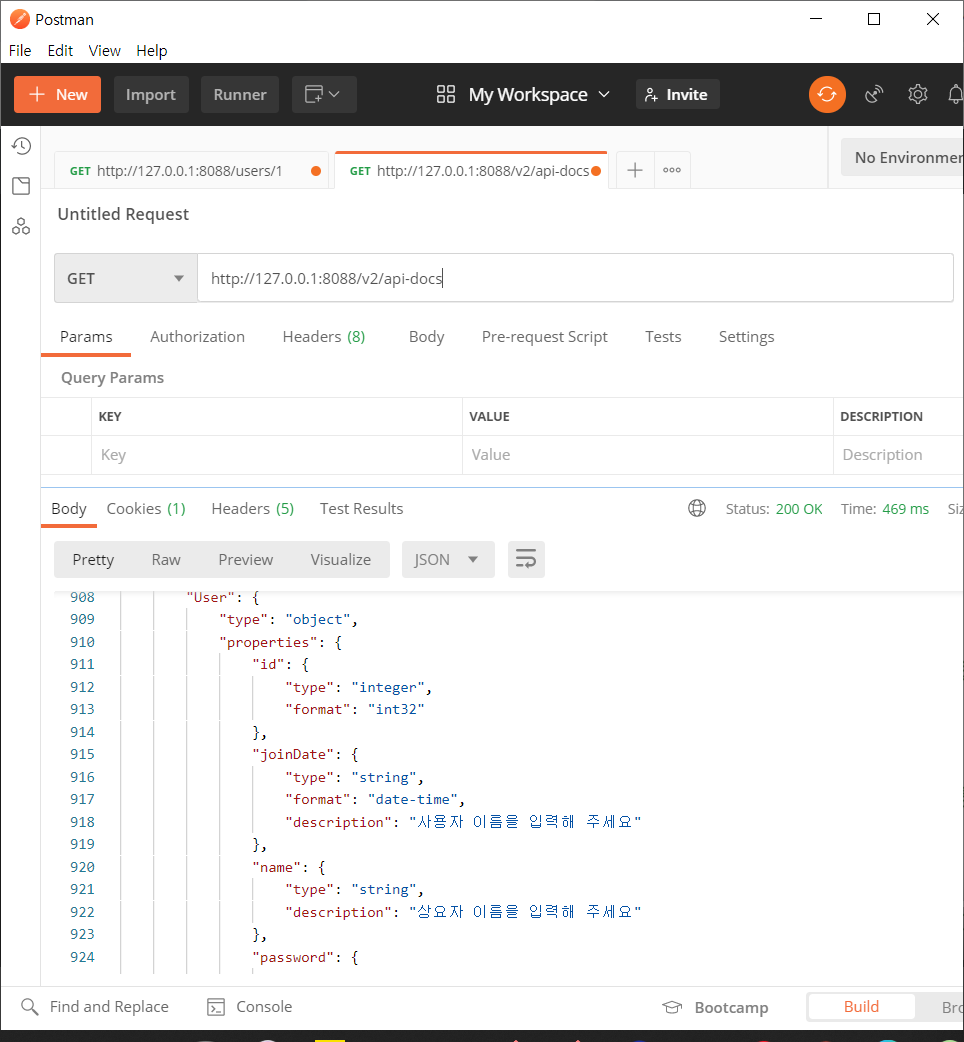 Postman
File Edit View Help
New Import Runner My Workspace Invite
GET http://127.0.0.1:8088/users/1 GET http://127.0.0.1:8088/v2/api-docs No Environmer
Untitled Request
GET http://127.0.0.1:8088/v2/api-docs
Params Authorization Headers (8) Body Pre-request Script Tests Settings
Query Params
KEY VALUE DESCRIPTION
Key Value Description
Body Cookies (1) Headers (5) Test Results Status: 200 OK Time: 469 ms Siz
Pretty Raw Preview Visualize JSON
908 "User": {
909 "type": "object",
910 "properties": {
911 "id": {
912 "type": "integer",
913 "format": "int32"
914 },
915 "joinDate": {
916 "type": "string",
917 "format": "date-time",
918 "description": "사용자 이름을 입력해 주세요"
919 },
920 "name": {
921 "type": "string",
922 "description": "상요자 이름을 입력해 주세요"
923 },
924 "password": {
Find and Replace Console Bootcamp Build Bro